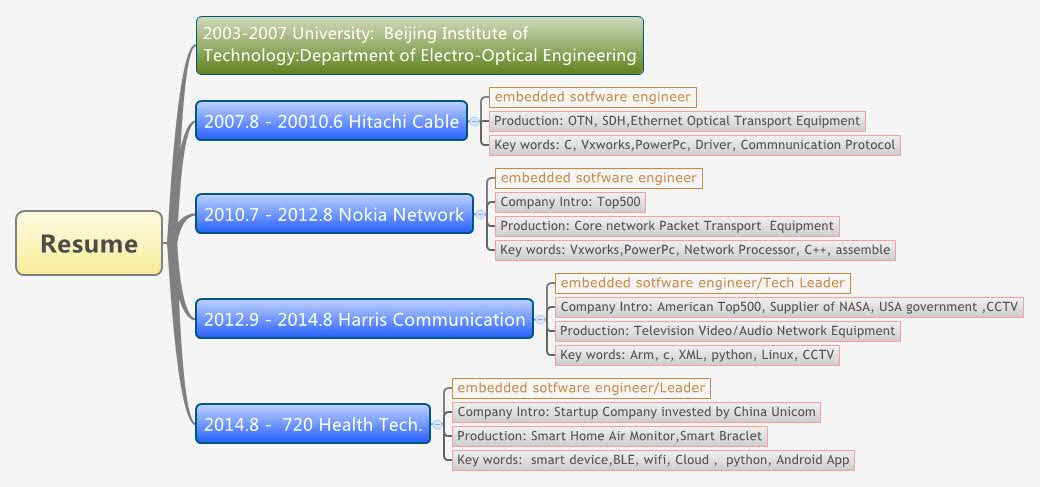 Resume
2003-2007 University:  Beijing Institute of
Technology:Department of Electro-Optical Engineering
2007.8 - 20010.6 Hitachi Cable
embedded sotfware engineer
Production: OTN, SDH,Ethernet Optical Transport Equipment
Key words: C, Vxworks,PowerPc, Driver, Commnunication Protocol
2010.7 - 2012.8 Nokia Network
embedded sotfware engineer
Company Intro: Top500
Production: Core network Packet Transport  Equipment
Key words: Vxworks,PowerPc, Network Processor, C++, assemble
2012.9 - 2014.8 Harris Communication
embedded sotfware engineer/Tech Leader
Company Intro: American Top500, Supplier of NASA, USA government ,CCTV
Production: Television Video/Audio Network Equipment
Key words: Arm, c, XML, python, Linux, CCTV
2014.8 -  720 Health Tech.
embedded sotfware engineer/Leader
Company Intro: Startup Company invested by China Unicom
Production: Smart Home Air Monitor,Smart Braclet
Key words:  smart device,BLE, wifi, Cloud ,  python, Android App